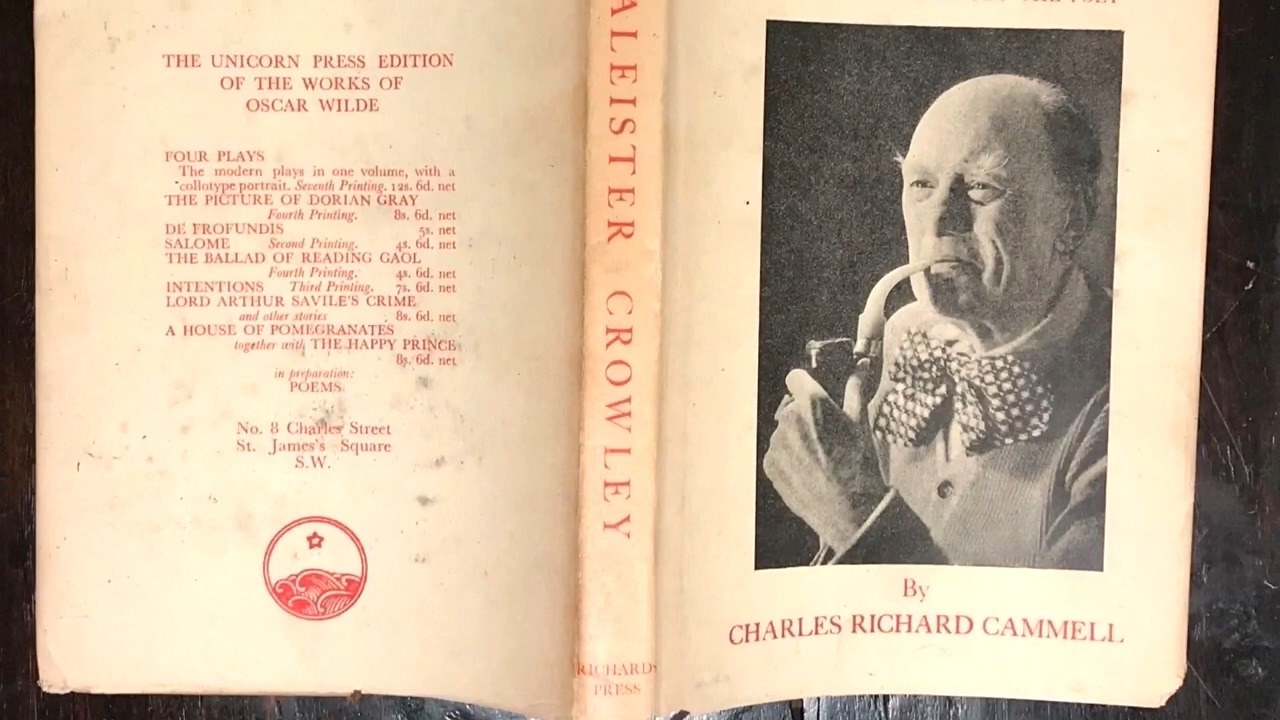 THE UNICORN PRESS EDITION
OF THE WORKS OF
OSCAR WILDE
FOUR PLAYS
The modern plays in one volume, with a
collotype portrait. Seventh Printing. 12s. 6d. net
THE PICTURE OF DORIAN GRAY
Fourth Printing. 8s. 6d. net
DE PROFUNDIS 5s. net
SALOME Second Printing. 4s. 6d. net
THE BALLAD OF READING GAOL
Fourth Printing. 4s. 6d. net
INTENTIONS Third Printing. 7s. 6d. net
LORD ARTHUR SAVILE'S CRIME
and other stories 8s. 6d. net
A HOUSE OF POMEGRANATES
together with THE HAPPY PRINCE
8s. 6d. net
in preparation:
POEMS
No. 8 Charles Street
St. James's Square
S.W.
ALEISTER CROWLEY
RICHARDS
PRESS
By
CHARLES RICHARD CAMMELL